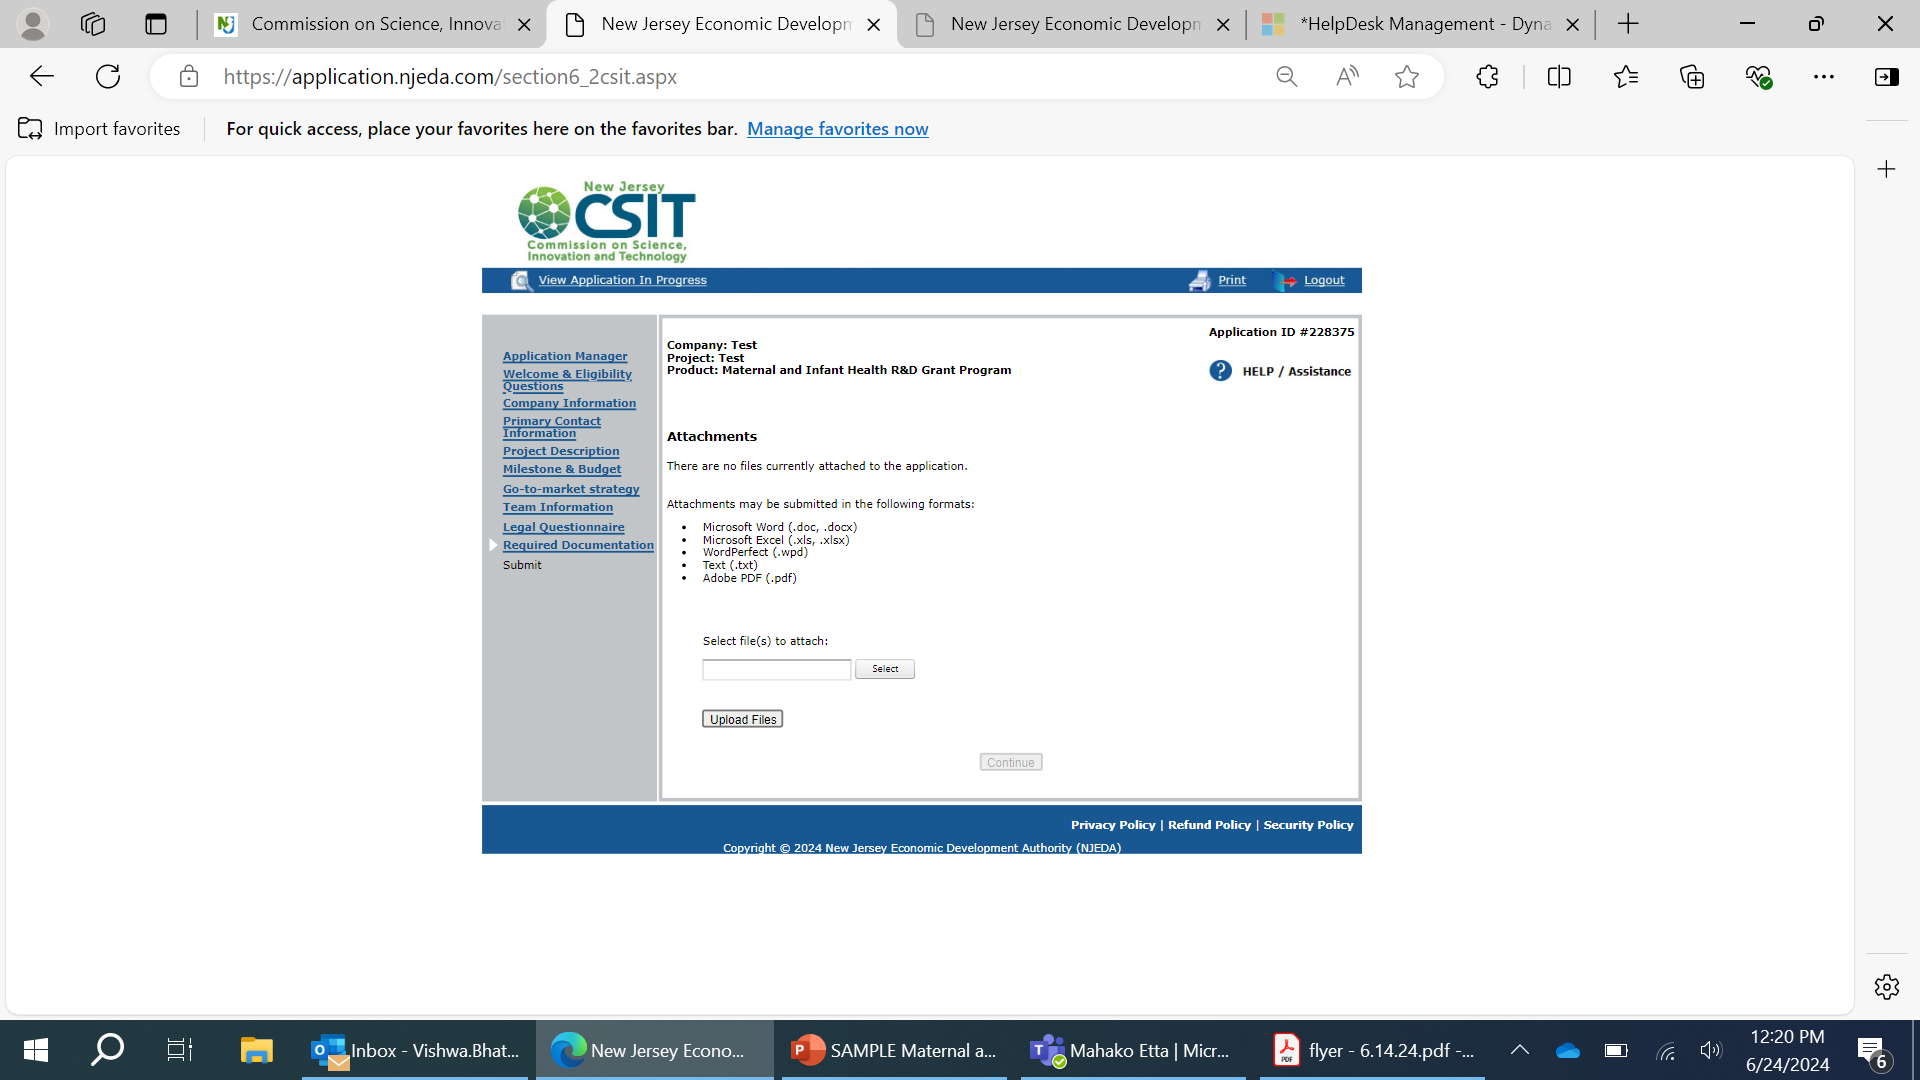 Commission on Science, Innova
New Jersey Economic Developm
New Jersey Economic Developm
*HelpDesk Management - Dyna
https://application.njeda.com/section6_2csit.aspx
Import favorites
For quick access, place your favorites here on the favorites bar. Manage favorites now
New Jersey
CSIT
Commission on Science,
Innovation and Technology
View Application In Progress
Print
Logout
Application Manager
Welcome & Eligibility
Questions
Company Information
Primary Contact
Information
Project Description
Milestone & Budget
Go-to-market strategy
Team Information
Legal Questionnaire
Required Documentation
Submit
Application ID #228375
Company: Test
Project: Test
Product: Maternal and Infant Health R&D Grant Program
HELP / Assistance
Attachments
There are no files currently attached to the application.
Attachments may be submitted in the following formats:
• Microsoft Word (.doc, .docx)
• Microsoft Excel (.xls, .xlsx)
• WordPerfect (.wpd)
• Text (.txt)
• Adobe PDF (.pdf)
Select file(s) to attach:
Select
Upload Files
Continue
Privacy Policy | Refund Policy | Security Policy
Copyright © 2024 New Jersey Economic Development Authority (NJEDA)
Inbox - Vishwa.Bhat...
New Jersey Econo...
SAMPLE Maternal a...
Mahako Etta | Micr...
flyer - 6.14.24.pdf -...
12:20 PM
6/24/2024
6